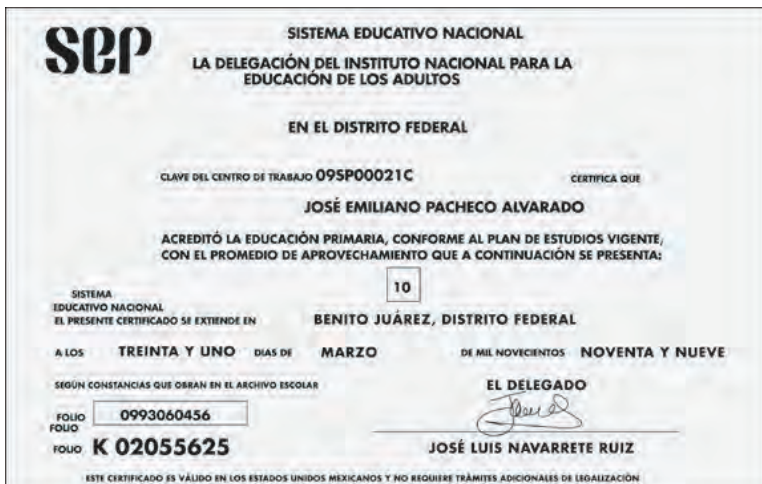 sep
SISTEMA EDUCATIVO NACIONAL
LA DELEGACIÓN DEL INSTITUTO NACIONAL PARA LA
EDUCACIÓN DE LOS ADULTOS
EN EL DISTRITO FEDERAL
CLAVE DEL CENTRO DE TRABAJO 09SP00021C CERTIFICA QUE
JOSÉ EMILIANO PACHECO ALVARADO
ACREDITÓ LA EDUCACIÓN PRIMARIA, CONFORME AL PLAN DE ESTUDIOS VIGENTE,
CON EL PROMEDIO DE APROVECHAMIENTO QUE A CONTINUACIÓN SE PRESENTA:
10
SISTEMA
EDUCATIVO NACIONAL
EL PRESENTE CERTIFICADO SE EXTIENDE EN BENITO JUÁREZ, DISTRITO FEDERAL
A LOS TREINTA Y UNO DIAS DE MARZO DE MIL NOVECIENTOS NOVENTA Y NUEVE
SEGÚN CONSTANCIAS QUE OBRAN EN EL ARCHIVO ESCOLAR EL DELEGADO
FOLIO 0993060456
FOLIO
FOLIO K 02055625 JOSÉ LUIS NAVARRETE RUIZ
ESTE CERTIFICADO ES VÁLIDO EN LOS ESTADOS UNIDOS MEXICANOS Y NO REQUIERE TRÁMITES ADICIONALES DE LEGALIZACIÓN